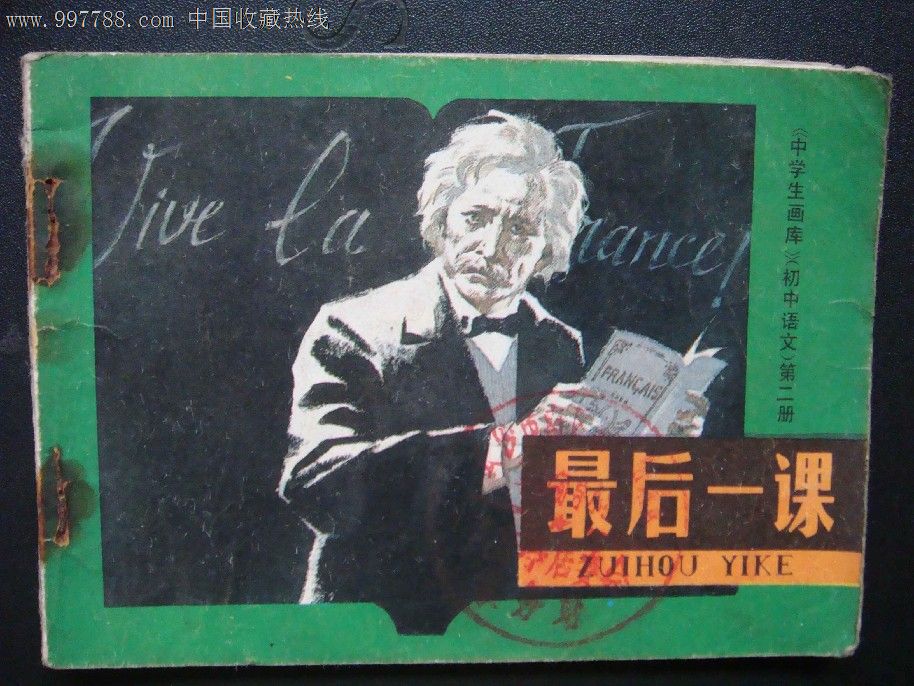 www.997788.com 中国收藏热线
Vive la France!
《中学生画库》（初中语文）第二册
FRANÇAIS
最后一课
ZUIHOU YIKE